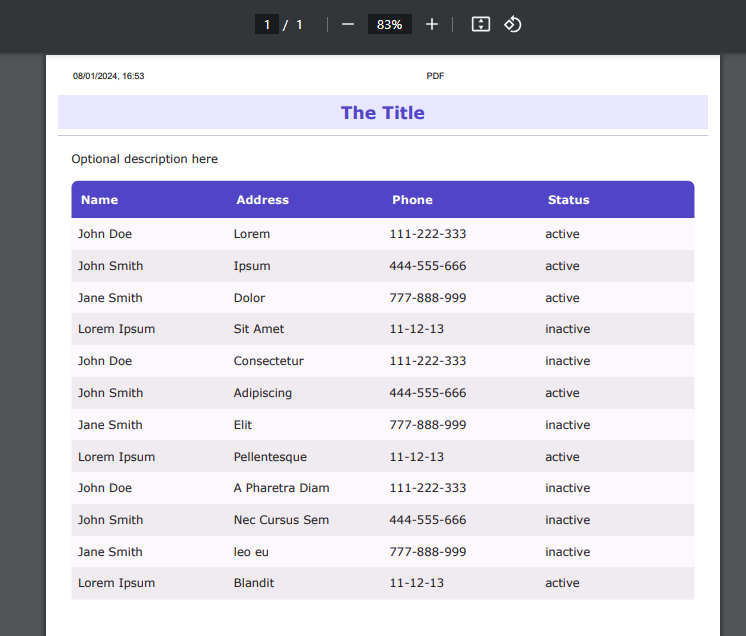 1 / 1 83%
08/01/2024, 16:53 PDF
The Title
Optional description here
Name Address Phone Status
John Doe Lorem 111-222-333 active
John Smith Ipsum 444-555-666 active
Jane Smith Dolor 777-888-999 active
Lorem Ipsum Sit Amet 11-12-13 inactive
John Doe Consectetur 111-222-333 inactive
John Smith Adipiscing 444-555-666 active
Jane Smith Elit 777-888-999 inactive
Lorem Ipsum Pellentesque 11-12-13 active
John Doe A Pharetra Diam 111-222-333 inactive
John Smith Nec Cursus Sem 444-555-666 inactive
Jane Smith leo eu 777-888-999 inactive
Lorem Ipsum Blandit 11-12-13 active